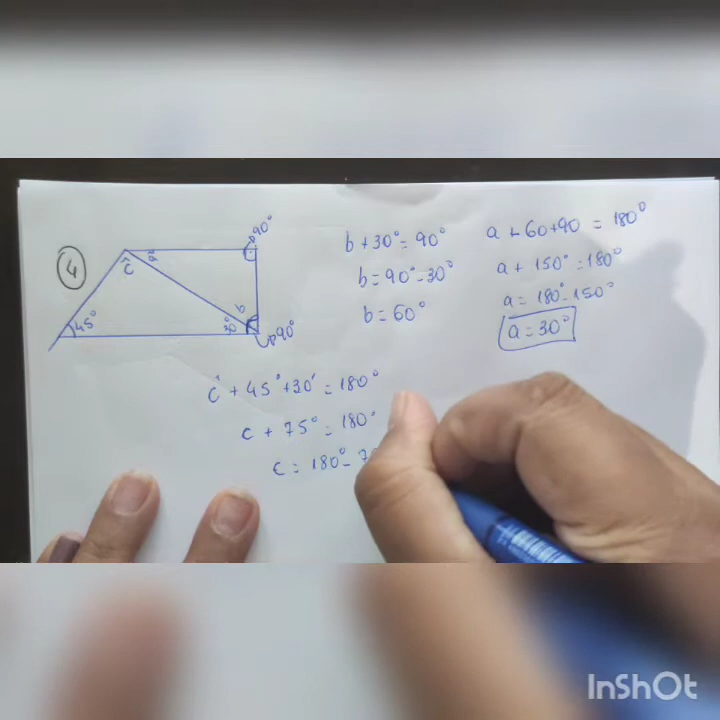 4
90°
ĉ
a
45°
30°
b
90°
b + 30° = 90°
b = 90° - 30°
b = 60°
a + 60 + 90 = 180°
a + 150° = 180°
a = 180° - 150°
a = 30°
c + 45° + 30° = 180°
c + 75° = 180°
c = 180° - 7
InShOt